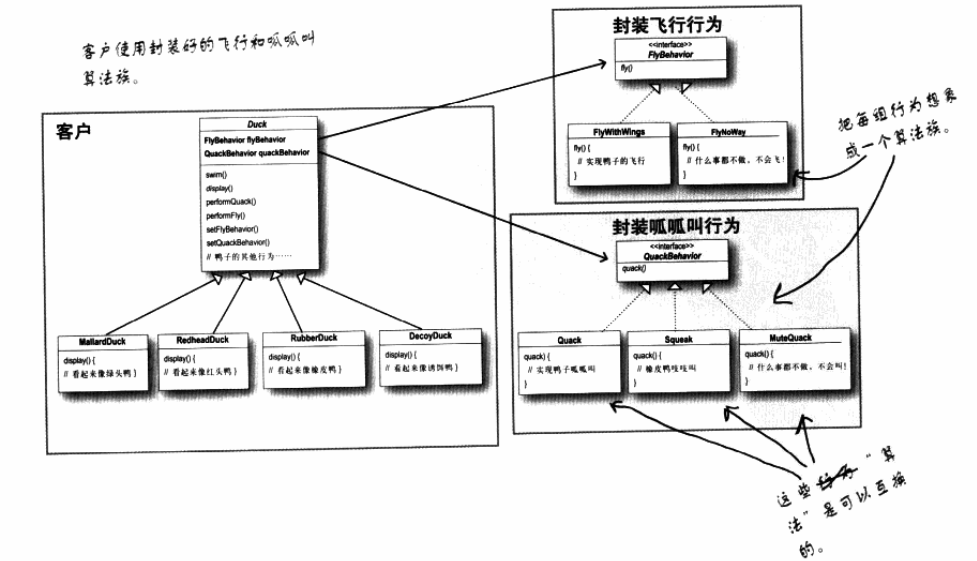 客户使用封装好的飞行和呱呱叫
算法族。
客户
Duck
FlyBehavior flyBehavior
QuackBehavior quackBehavior
swim()
display()
performQuack()
performFly()
setFlyBehavior()
setQuackBehavior()
// 鸭子的其他行为……
MallardDuck
display() {
// 看起来像绿头鸭 }
RedheadDuck
display() {
// 看起来像红头鸭 }
RubberDuck
display() {
// 看起来像橡皮鸭 }
DecoyDuck
display() {
// 看起来像诱饵鸭 }
封装飞行行为
<<interface>>
FlyBehavior
fly()
FlyWithWings
fly() {
// 实现鸭子的飞行
}
FlyNoWay
fly() {
// 什么事都不做，不会飞！
}
把每组行为想象
成一个算法族。
封装呱呱叫行为
<<interface>>
QuackBehavior
quack()
Quack
quack) {
// 实现鸭子呱呱叫
}
Squeak
quack() {
// 橡皮鸭吱吱叫
}
MuteQuack
quack() {
// 什么事都不做，不会叫！
}
这些行为“算
法”是可以互换
的。